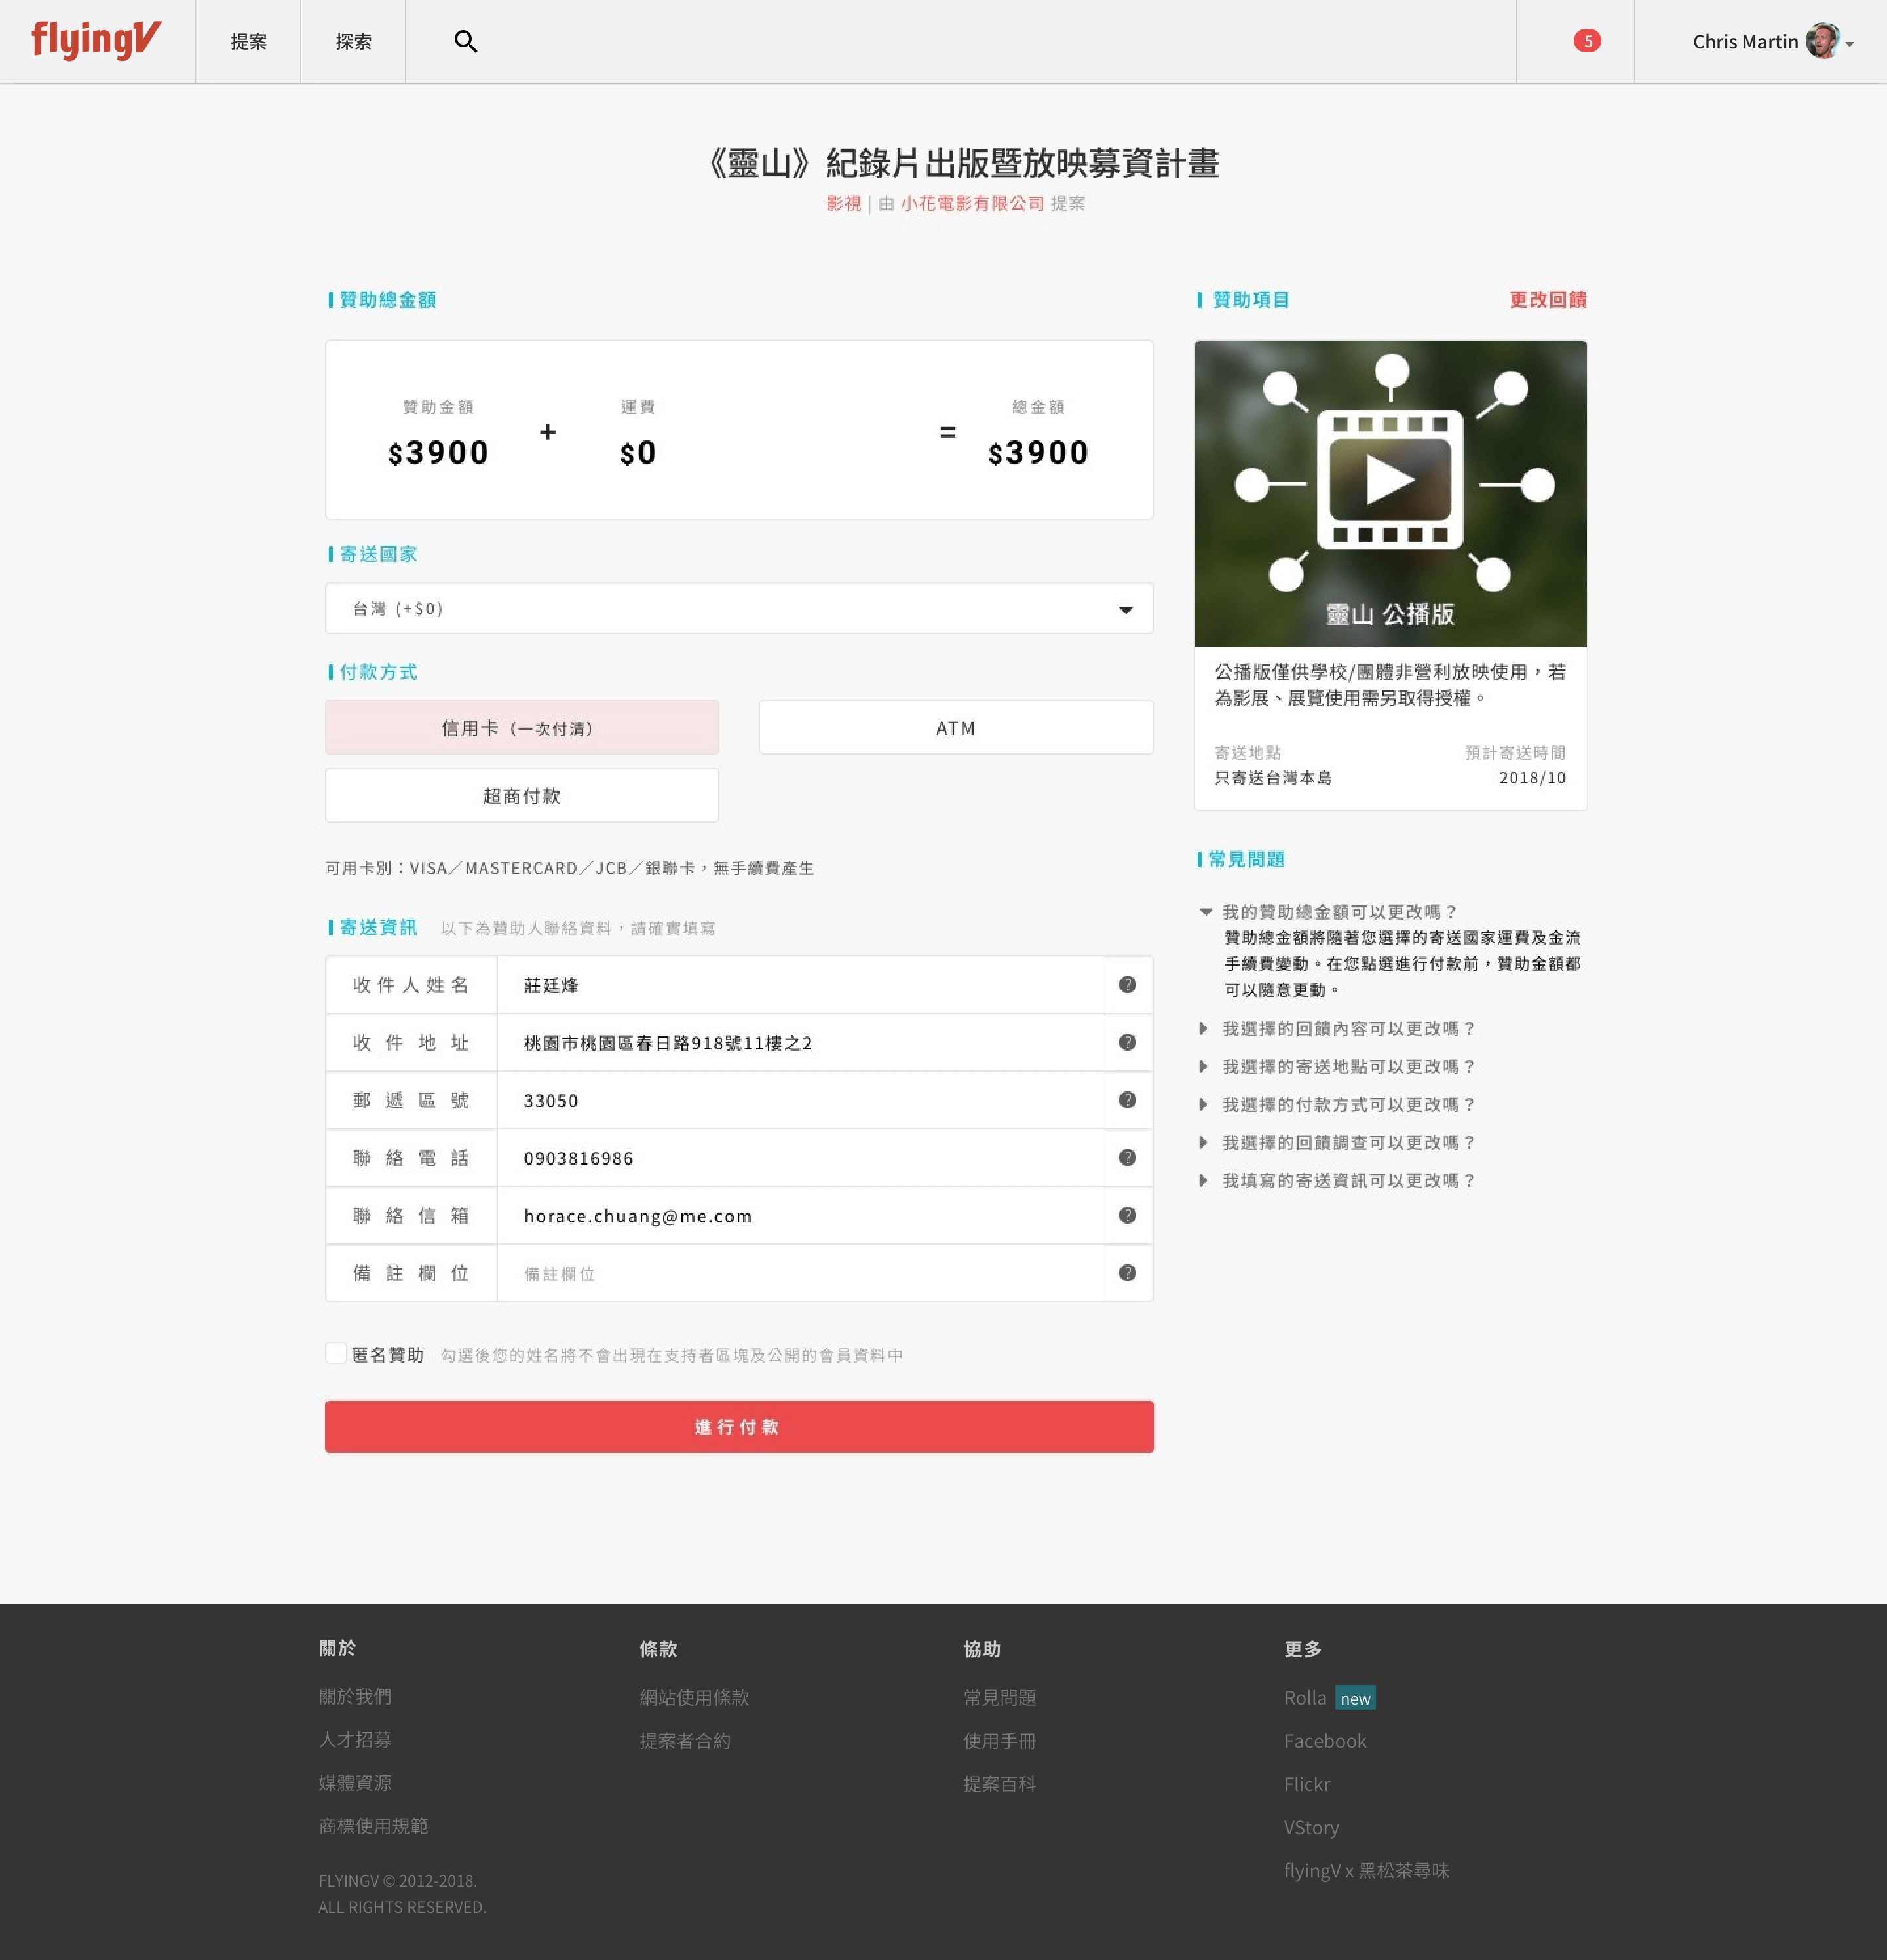 flyingV
提案
探索
5
Chris Martin
《靈山》紀錄片出版暨放映募資計畫
影視 | 由 小花電影有限公司 提案
贊助總金額
贊助金額
$3900
+
運費
$0
=
總金額
$3900
寄送國家
台灣 (+$0)
付款方式
信用卡（一次付清）
ATM
超商付款
可用卡別：VISA／MASTERCARD／JCB／銀聯卡，無手續費產生
寄送資訊 以下為贊助人聯絡資料，請確實填寫
收件人姓名 莊廷烽 ?
收件地址 桃園市桃園區春日路918號11樓之2 ?
郵遞區號 33050 ?
聯絡電話 0903816986 ?
聯絡信箱 horace.chuang@me.com ?
備註欄位 備註欄位 ?
匿名贊助 勾選後您的姓名將不會出現在支持者區塊及公開的會員資料中
進行付款
贊助項目
更改回饋
靈山 公播版
公播版僅供學校/團體非營利放映使用，若
為影展、展覽使用需另取得授權。
寄送地點
只寄送台灣本島
預計寄送時間
2018/10
常見問題
我的贊助總金額可以更改嗎？
贊助總金額將隨著您選擇的寄送國家運費及金流
手續費變動。在您點選進行付款前，贊助金額都
可以隨意更動。
我選擇的回饋內容可以更改嗎？
我選擇的寄送地點可以更改嗎？
我選擇的付款方式可以更改嗎？
我選擇的回饋調查可以更改嗎？
我填寫的寄送資訊可以更改嗎？
關於
關於我們
人才招募
媒體資源
商標使用規範
FLYINGV © 2012-2018.
ALL RIGHTS RESERVED.
條款
網站使用條款
提案者合約
協助
常見問題
使用手冊
提案百科
更多
Rolla new
Facebook
Flickr
VStory
flyingV x 黑松茶尋味